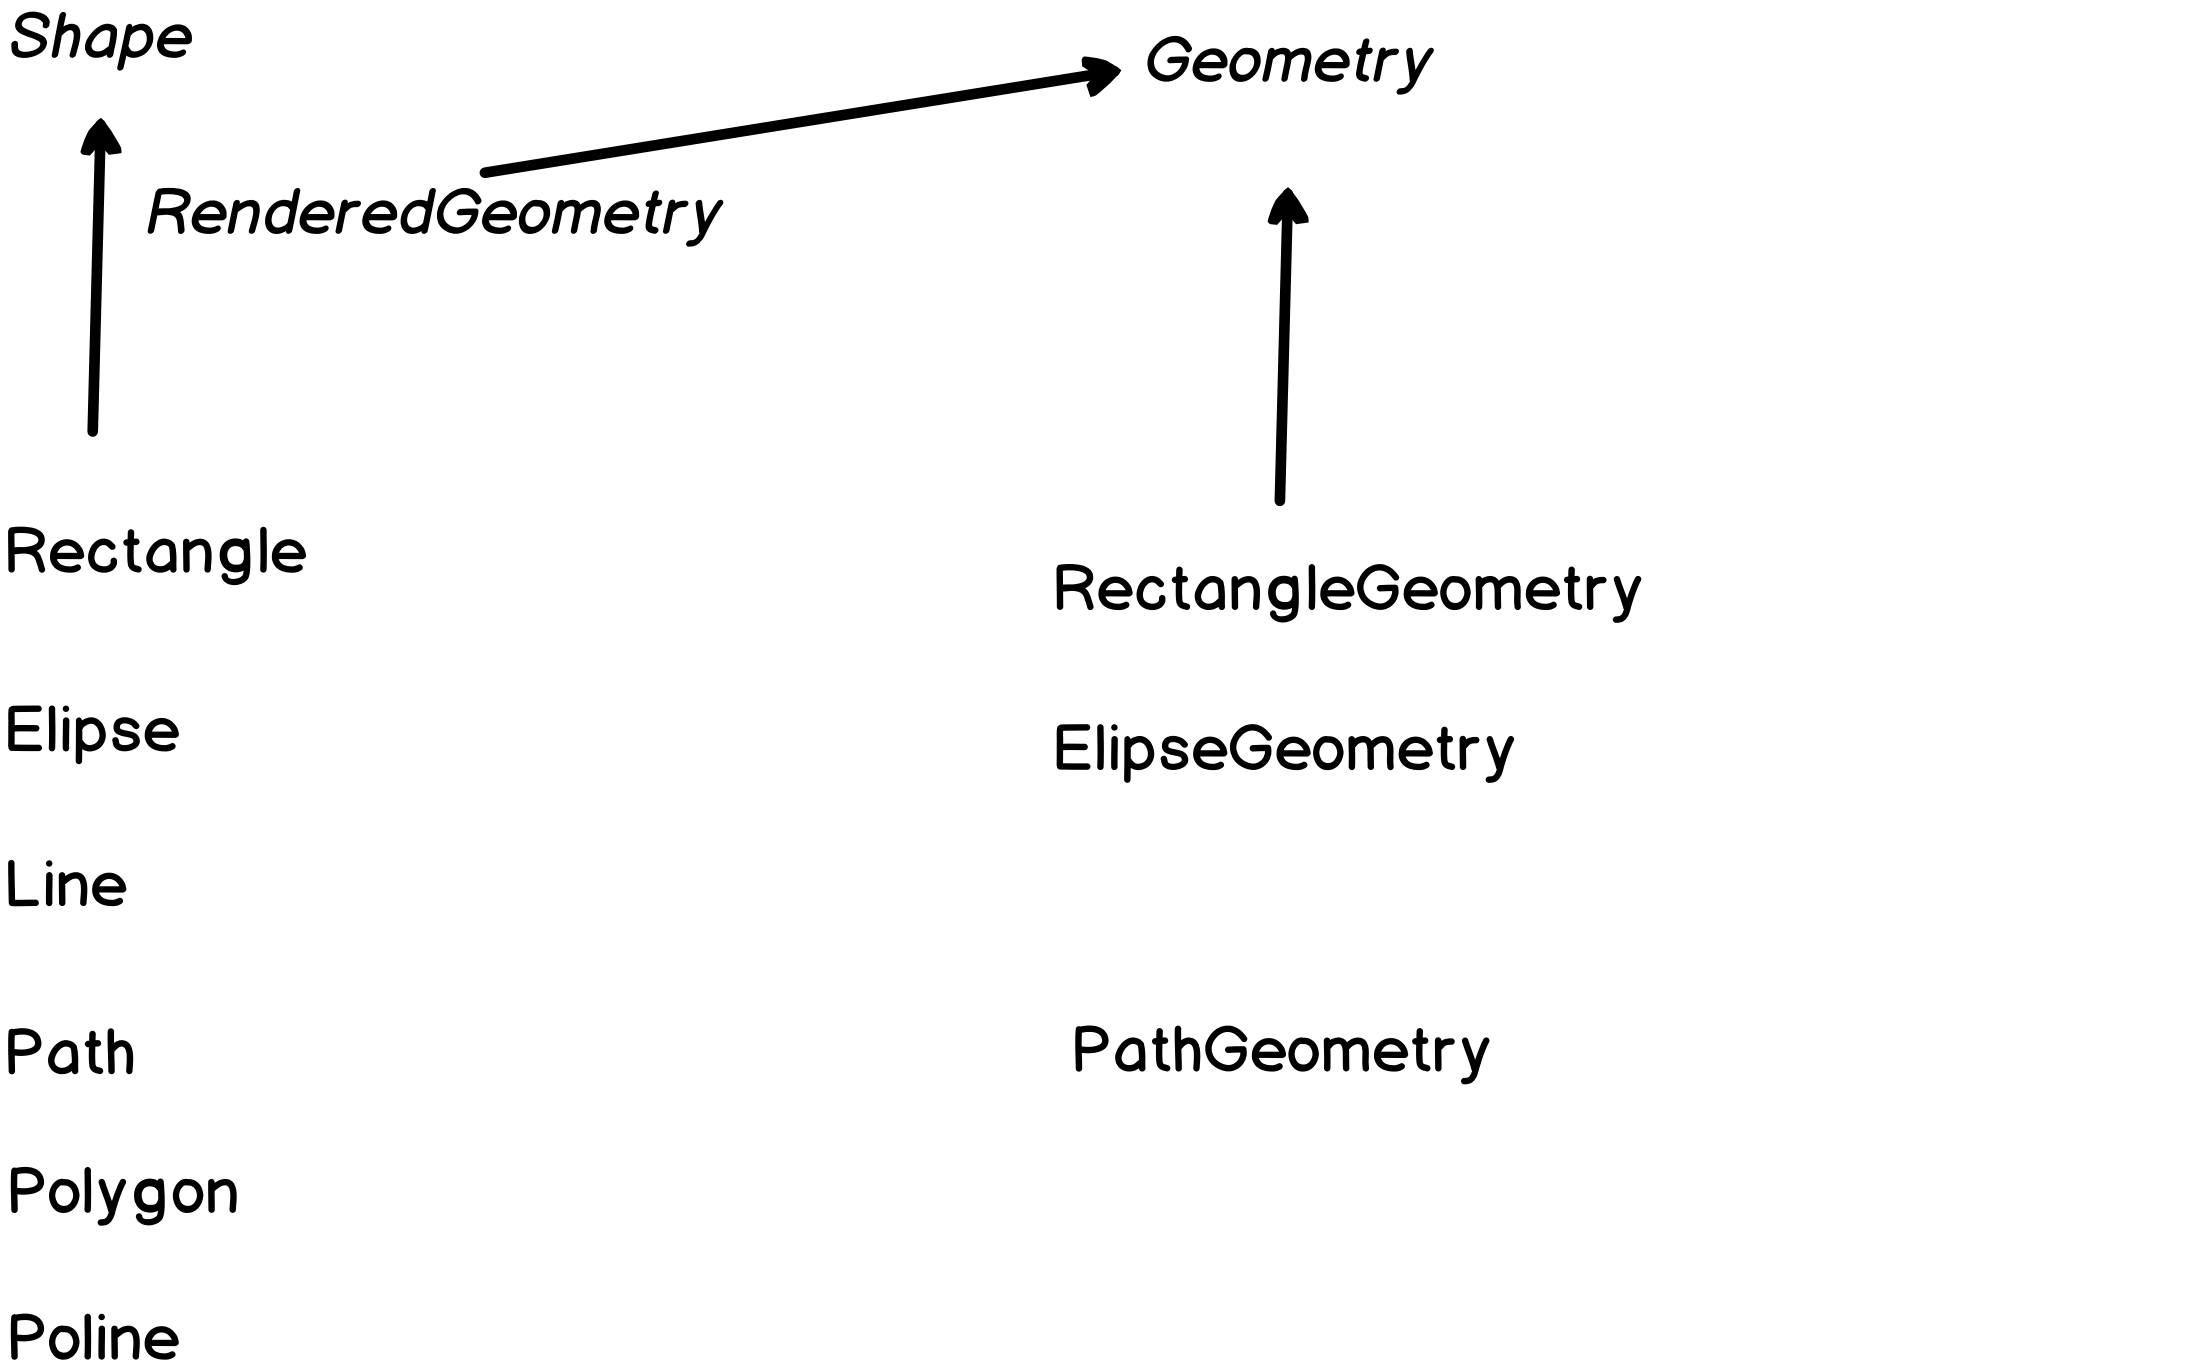 Shape
Geometry
RenderedGeometry
Rectangle
RectangleGeometry
Elipse
ElipseGeometry
Line
Path
PathGeometry
Polygon
Poline